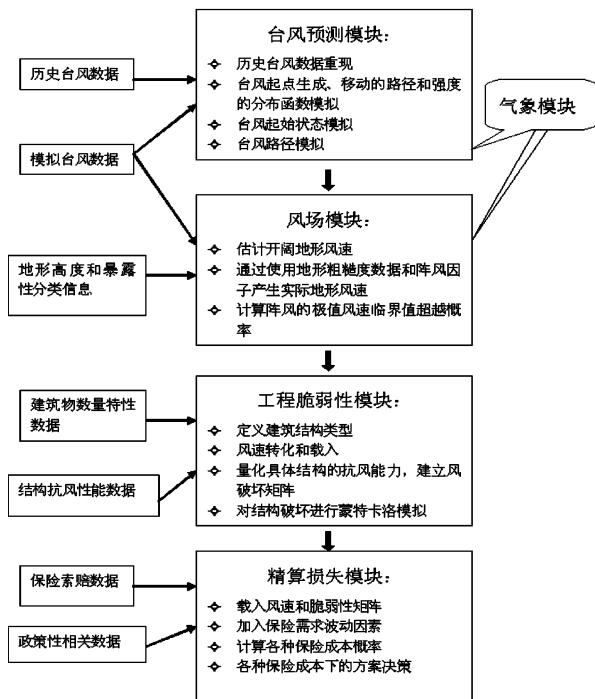 台风预测模块：
历史台风数据
历史台风数据重现
台风起点生成、移动的路径和强度
的分布函数模拟
台风起始状态模拟
台风路径模拟
气象模块
模拟台风数据
风场模块：
估计开阔地形风速
通过使用地形粗糙度数据和阵风因
子产生实际地形风速
计算阵风的极值风速临界值超越概
率
地形高度和暴露
性分类信息
工程脆弱性模块：
建筑物数量特性
数据
定义建筑结构类型
风速转化和载入
量化具体结构的抗风能力，建立风
破坏矩阵
对结构破坏进行蒙特卡洛模拟
结构抗风性能数据
精算损失模块：
保险索赔数据
载入风速和脆弱性矩阵
加入保险需求波动因素
计算各种保险成本概率
各种保险成本下的方案决策
政策性相关数据